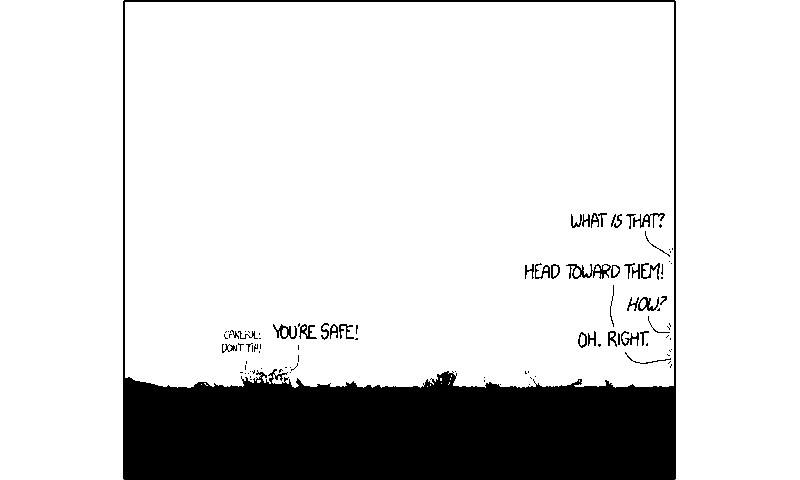 WHAT IS THAT?
HEAD TOWARD THEM!
HOW?
CAREFUL!
DON'T TIP!
YOU'RE SAFE!
OH. RIGHT.